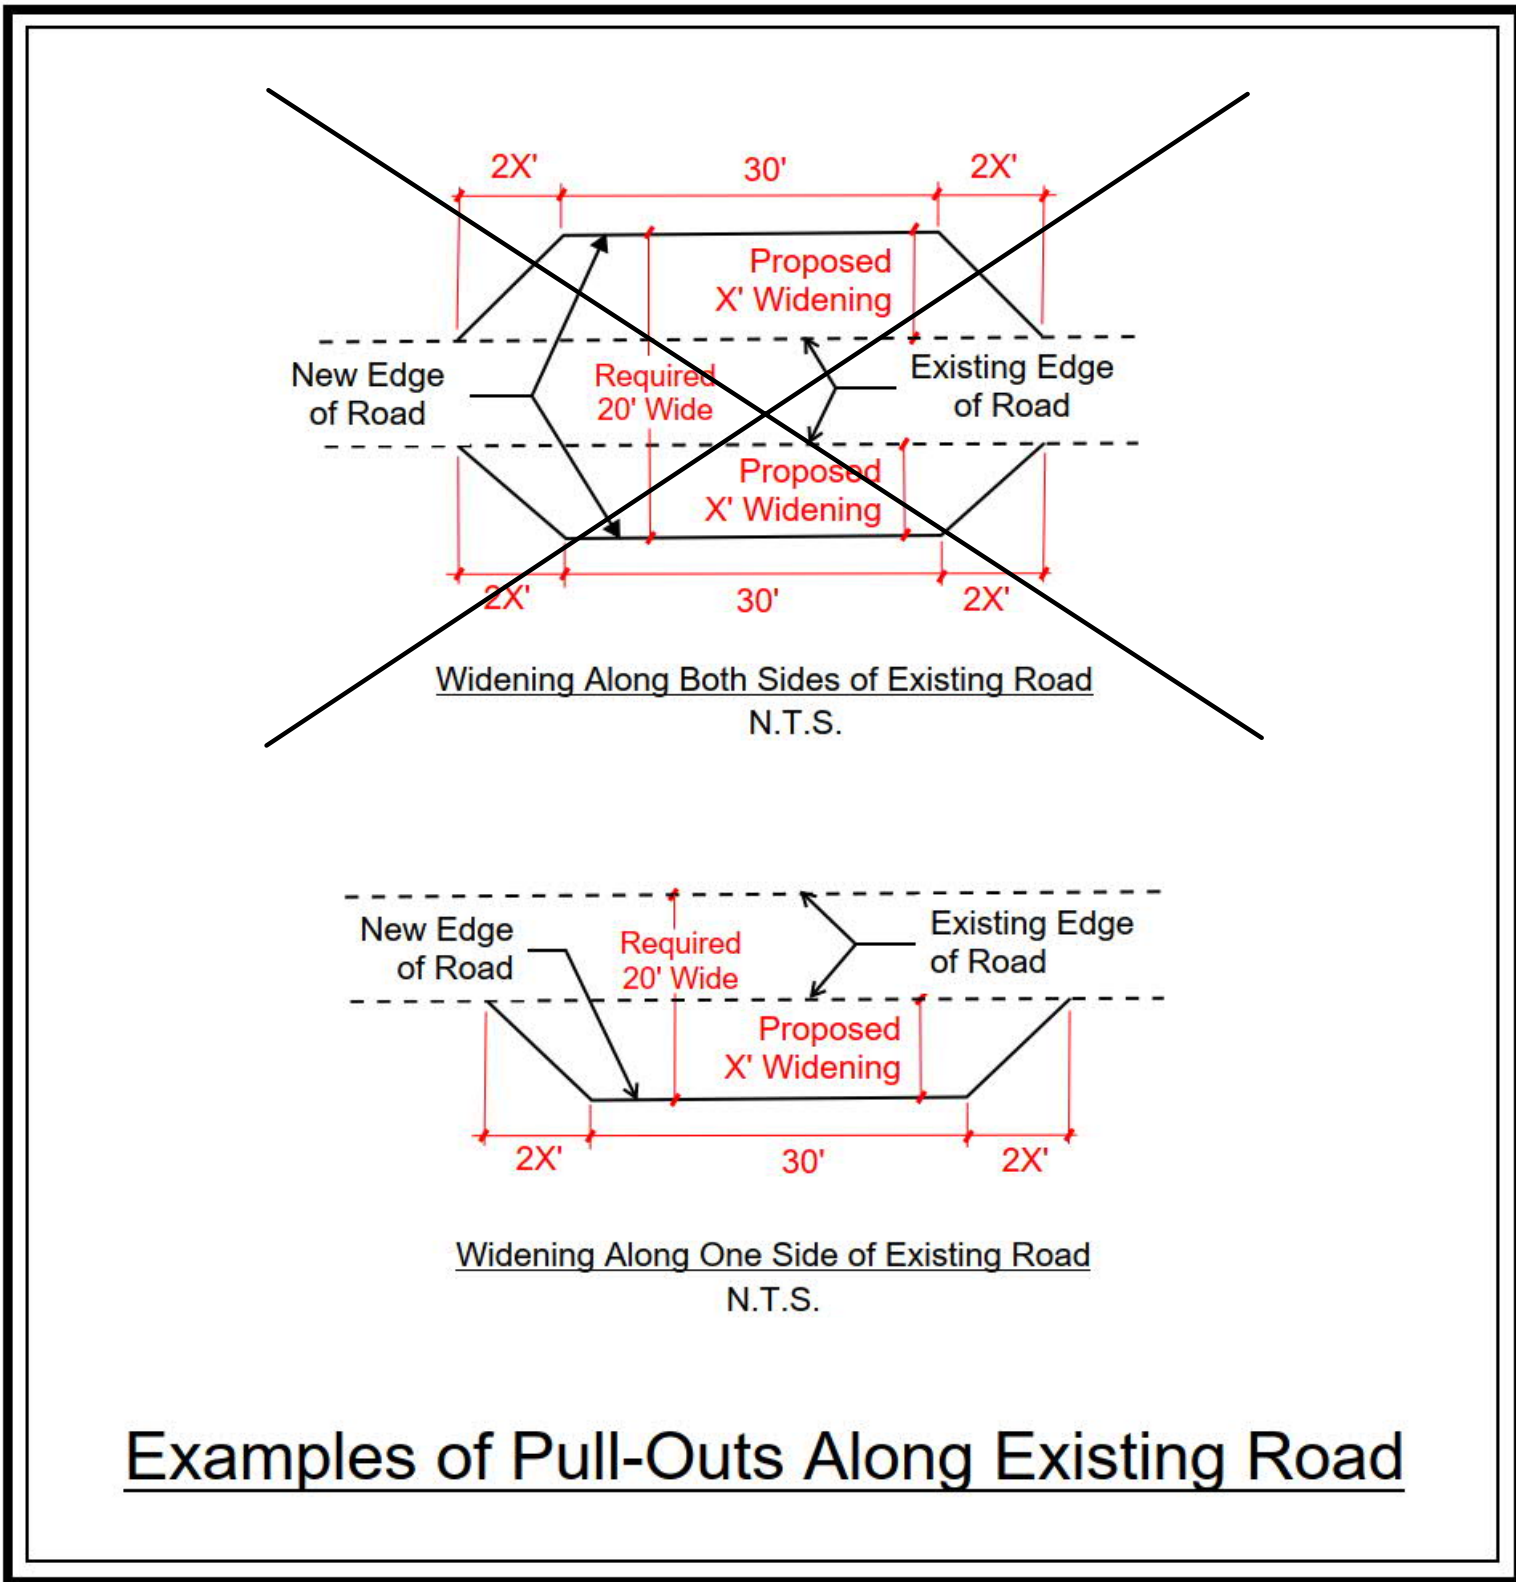 2X'
30'
2X'
Proposed
X' Widening
New Edge
of Road
Required
20' Wide
Existing Edge
of Road
Proposed
X' Widening
2X'
30'
2X'
Widening Along Both Sides of Existing Road
N.T.S.
New Edge
of Road
Required
20' Wide
Existing Edge
of Road
Proposed
X' Widening
2X'
30'
2X'
Widening Along One Side of Existing Road
N.T.S.
Examples of Pull-Outs Along Existing Road